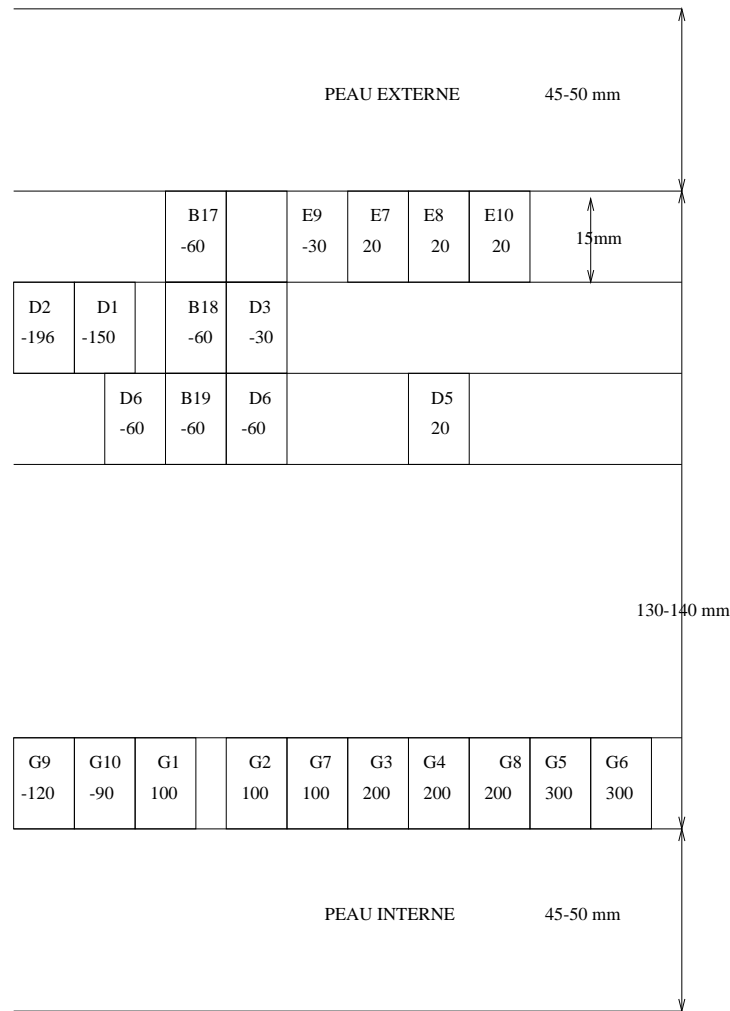 PEAU EXTERNE 45-50 mm
B17 E9 E7 E8 E10
-60 -30 20 20 20
15mm
D2 D1 B18 D3
-196 -150 -60 -30
D6 B19 D6 D5
-60 -60 -60 20
130-140 mm
G9 G10 G1 G2 G7 G3 G4 G8 G5 G6
-120 -90 100 100 100 200 200 200 300 300
PEAU INTERNE 45-50 mm